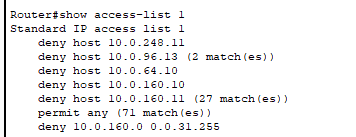 Router#show access-list 1
Standard IP access list 1
deny host 10.0.248.11
deny host 10.0.96.13 (2 match(es))
deny host 10.0.64.10
deny host 10.0.160.10
deny host 10.0.160.11 (27 match(es))
permit any (71 match(es))
deny 10.0.160.0 0.0.31.255